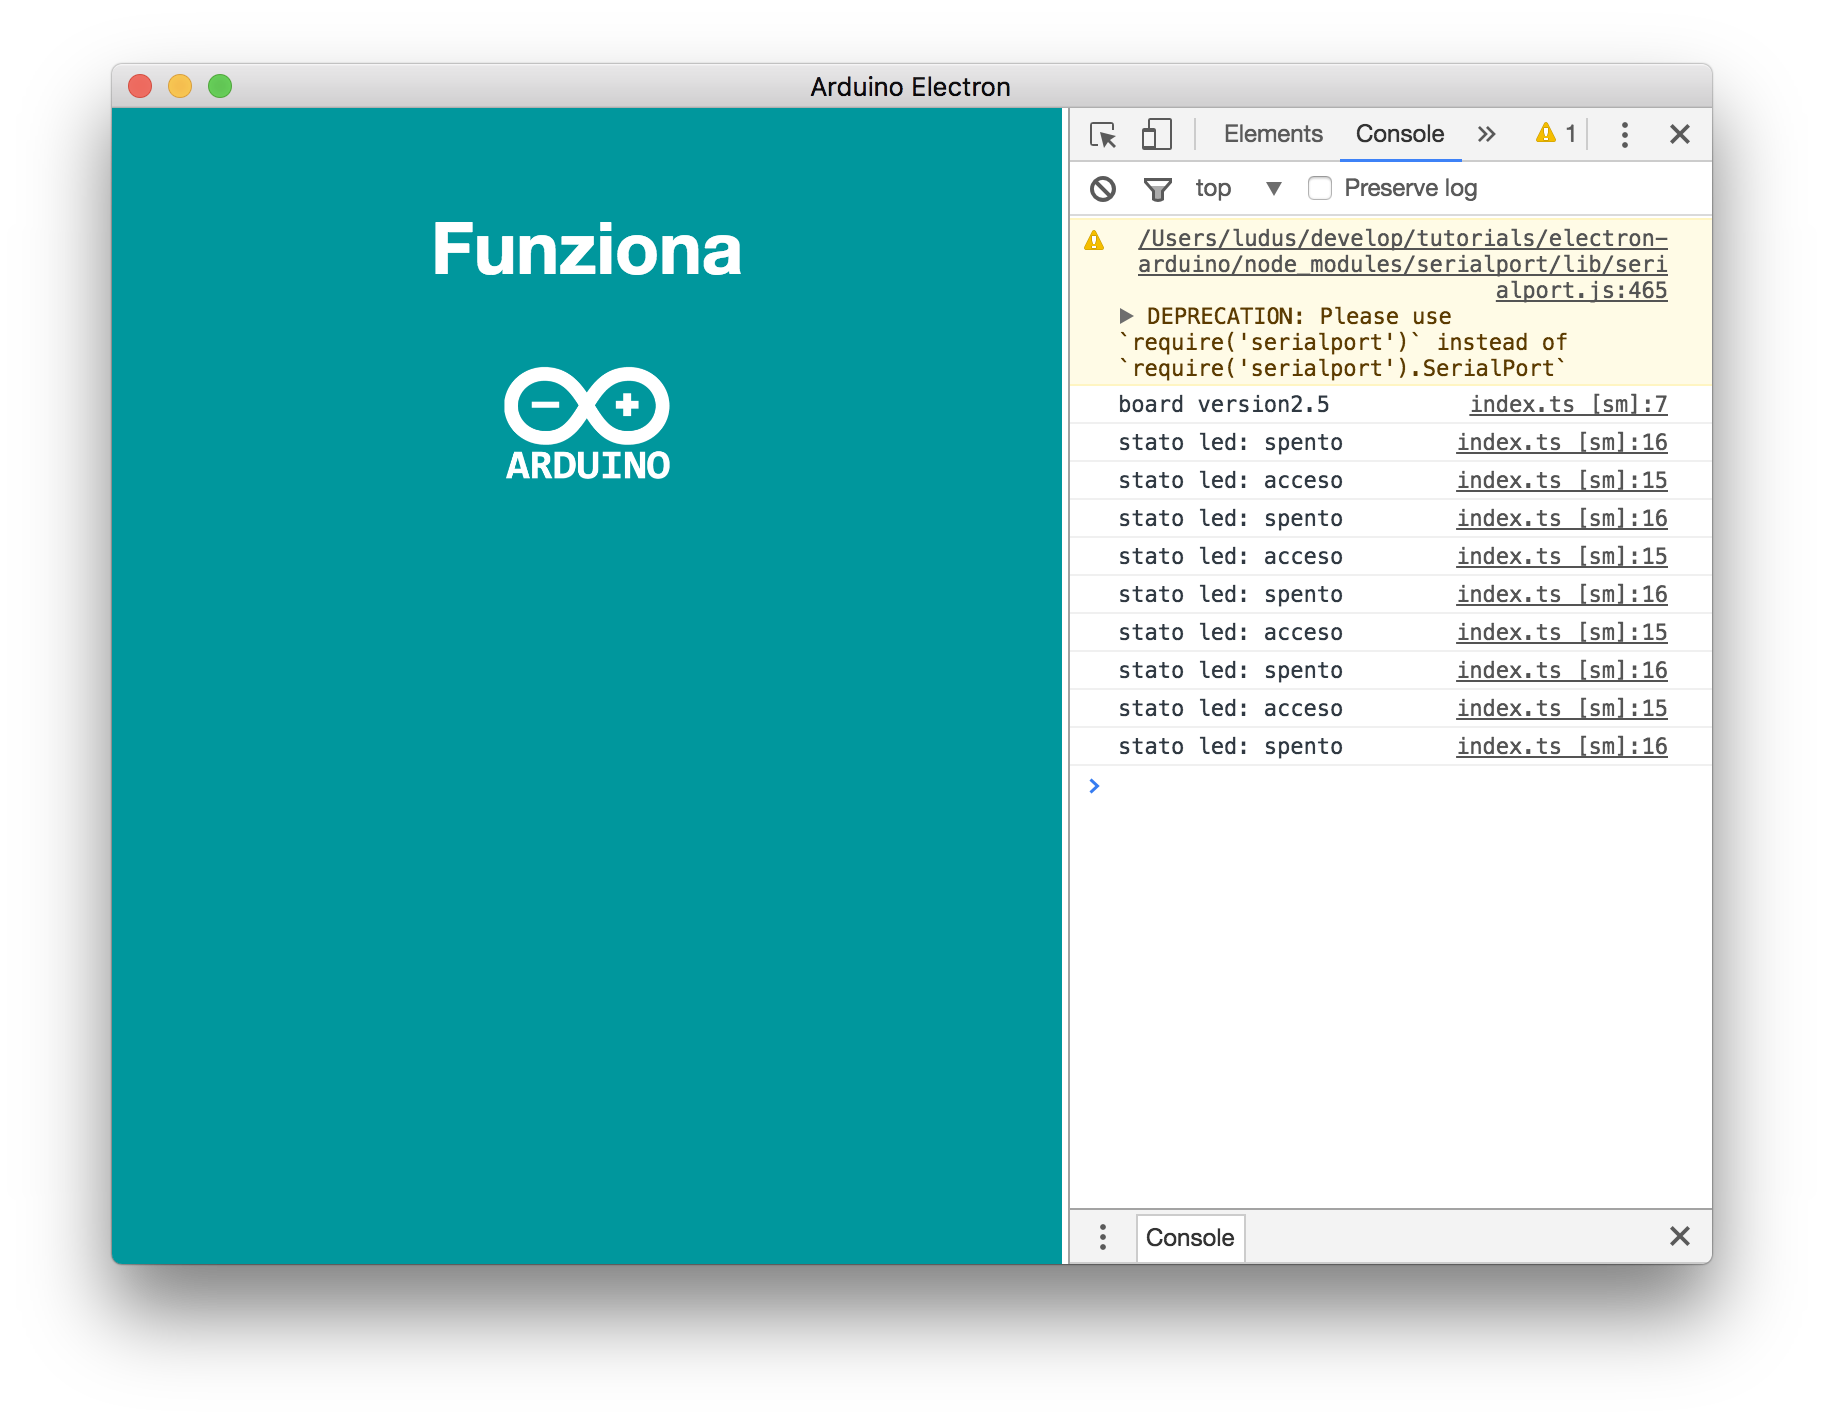 Arduino Electron
Funziona
ARDUINO
Elements Console 1
top Preserve log
/Users/ludus/develop/tutorials/electron-
arduino/node_modules/serialport/lib/seri
alport.js:465
DEPRECATION: Please use
`require('serialport')` instead of
`require('serialport').SerialPort`
board version2.5 index.ts [sm]:7
stato led: spento index.ts [sm]:16
stato led: acceso index.ts [sm]:15
stato led: spento index.ts [sm]:16
stato led: acceso index.ts [sm]:15
stato led: spento index.ts [sm]:16
stato led: acceso index.ts [sm]:15
stato led: spento index.ts [sm]:16
stato led: acceso index.ts [sm]:15
stato led: spento index.ts [sm]:16
Console